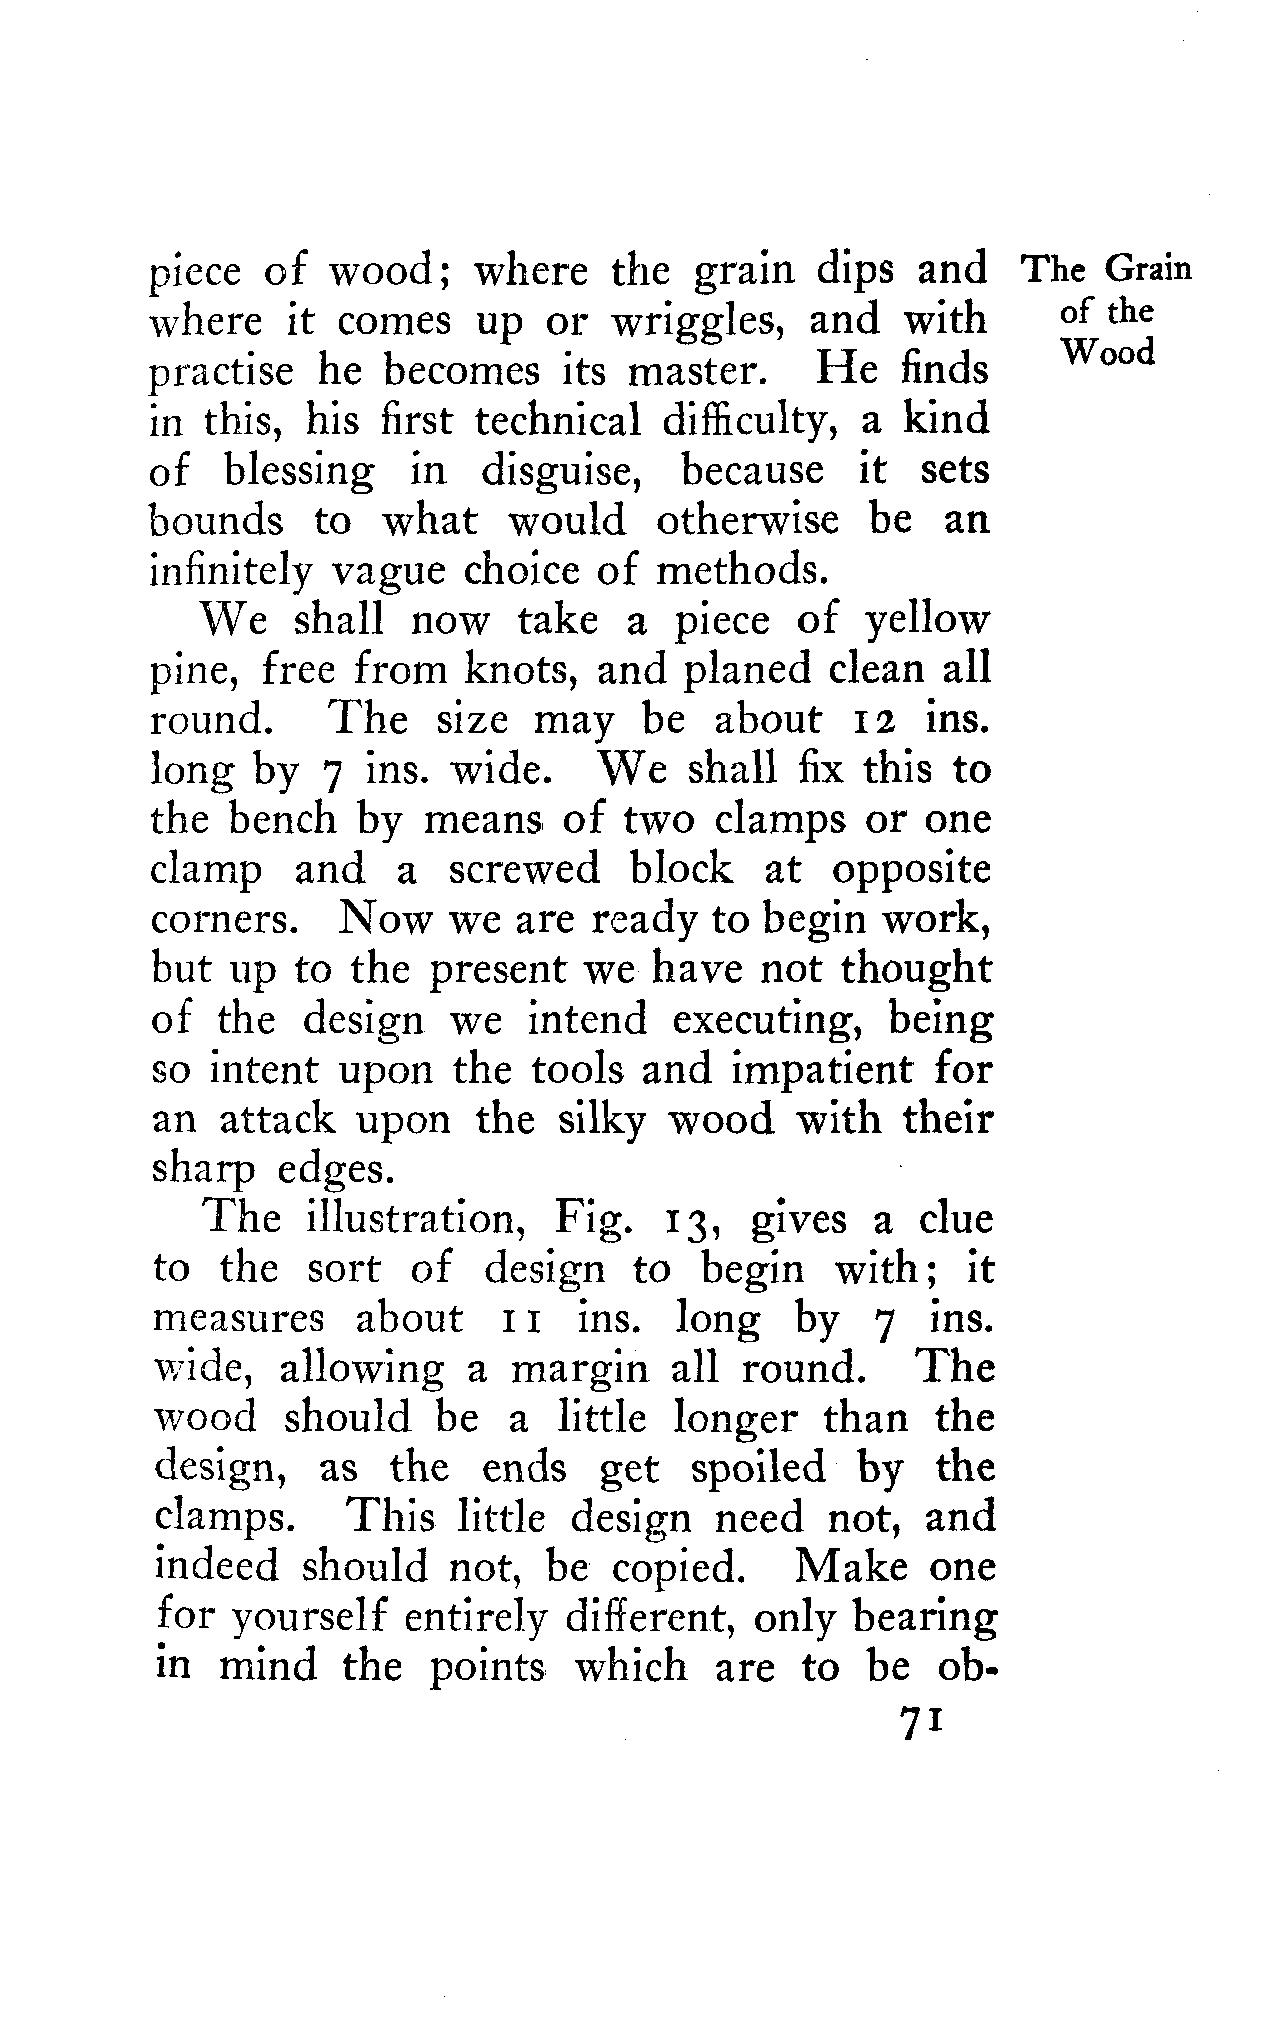 piece of wood; where the grain dips and
where it comes up or wriggles, and with
practise he becomes its master. He finds
in this, his first technical difficulty, a kind
of blessing in disguise, because it sets
bounds to what would otherwise be an
infinitely vague choice of methods.
We shall now take a piece of yellow
pine, free from knots, and planed clean all
round. The size may be about 12 ins.
long by 7 ins. wide. We shall fix this to
the bench by means of two clamps or one
clamp and a screwed block at opposite
corners. Now we are ready to begin work,
but up to the present we have not thought
of the design we intend executing, being
so intent upon the tools and impatient for
an attack upon the silky wood with their
sharp edges.
The illustration, Fig. 13, gives a clue
to the sort of design to begin with; it
measures about 11 ins. long by 7 ins.
wide, allowing a margin all round. The
wood should be a little longer than the
design, as the ends get spoiled by the
clamps. This little design need not, and
indeed should not, be copied. Make one
for yourself entirely different, only bearing
in mind the points which are to be ob-
71
The Grain
of the
Wood